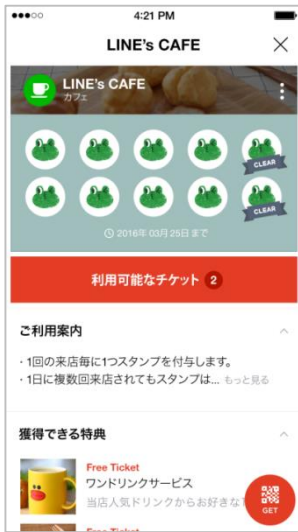 4:21 PM
LINE's CAFE
LINE's CAFE
カフェ
CLEAR
CLEAR
2016年 03月 25日 まで
利用可能なチケット 2
ご利用案内
・1回の来店毎に1つスタンプを付与します。
・1日に複数回来店されてもスタンプは... もっと見る
獲得できる特典
Free Ticket
ワンドリンクサービス
当店人気ドリンクからお好きな
GET
Free Ticket